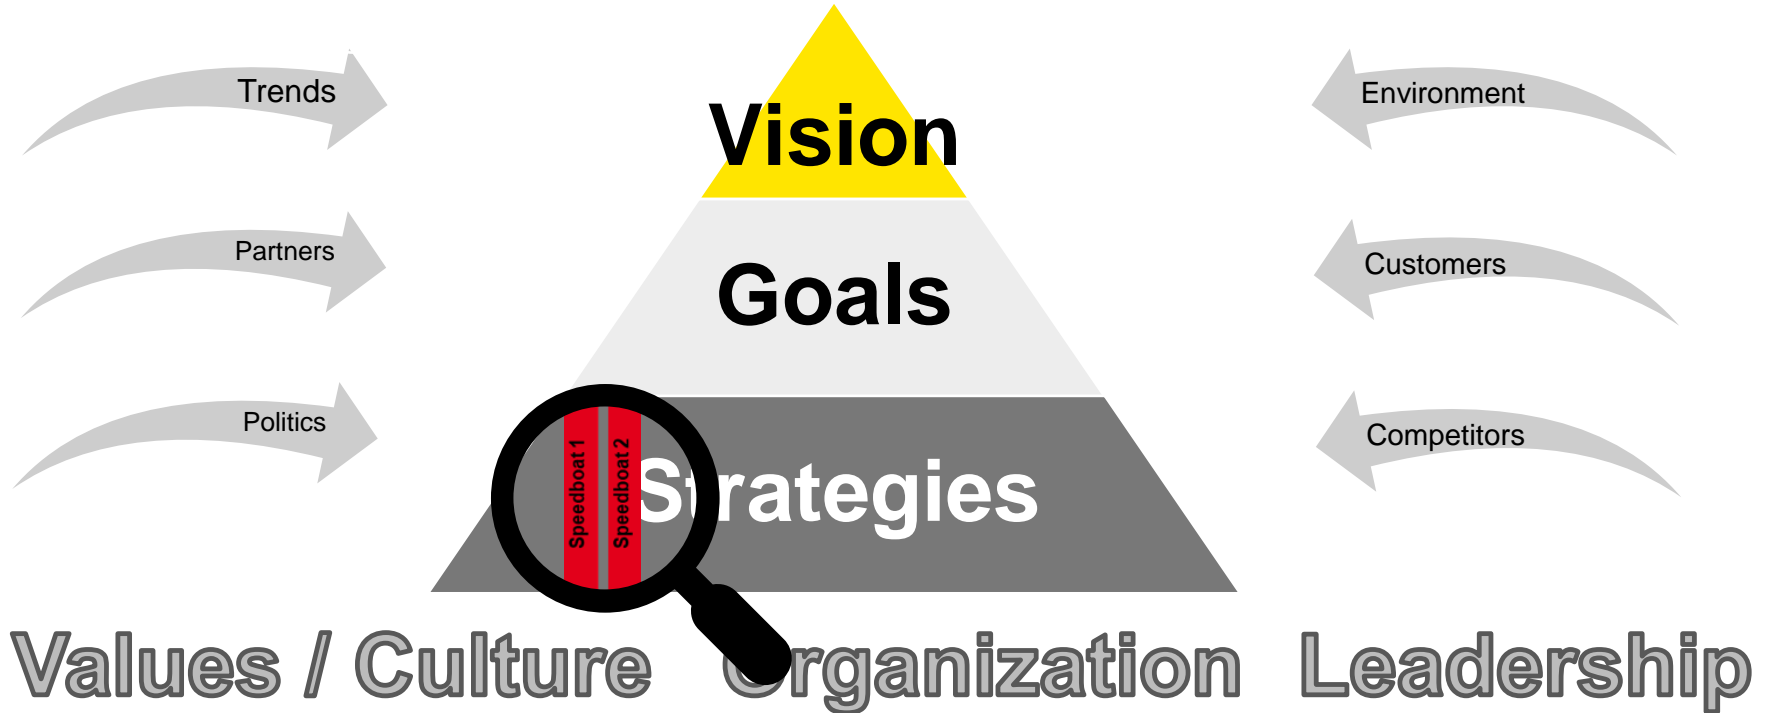 Trends
Vision
Environment
Partners
Goals
Customers
Politics
Speedboat 1
Speedboat 2
Strategies
Competitors
Values / Culture Organization Leadership